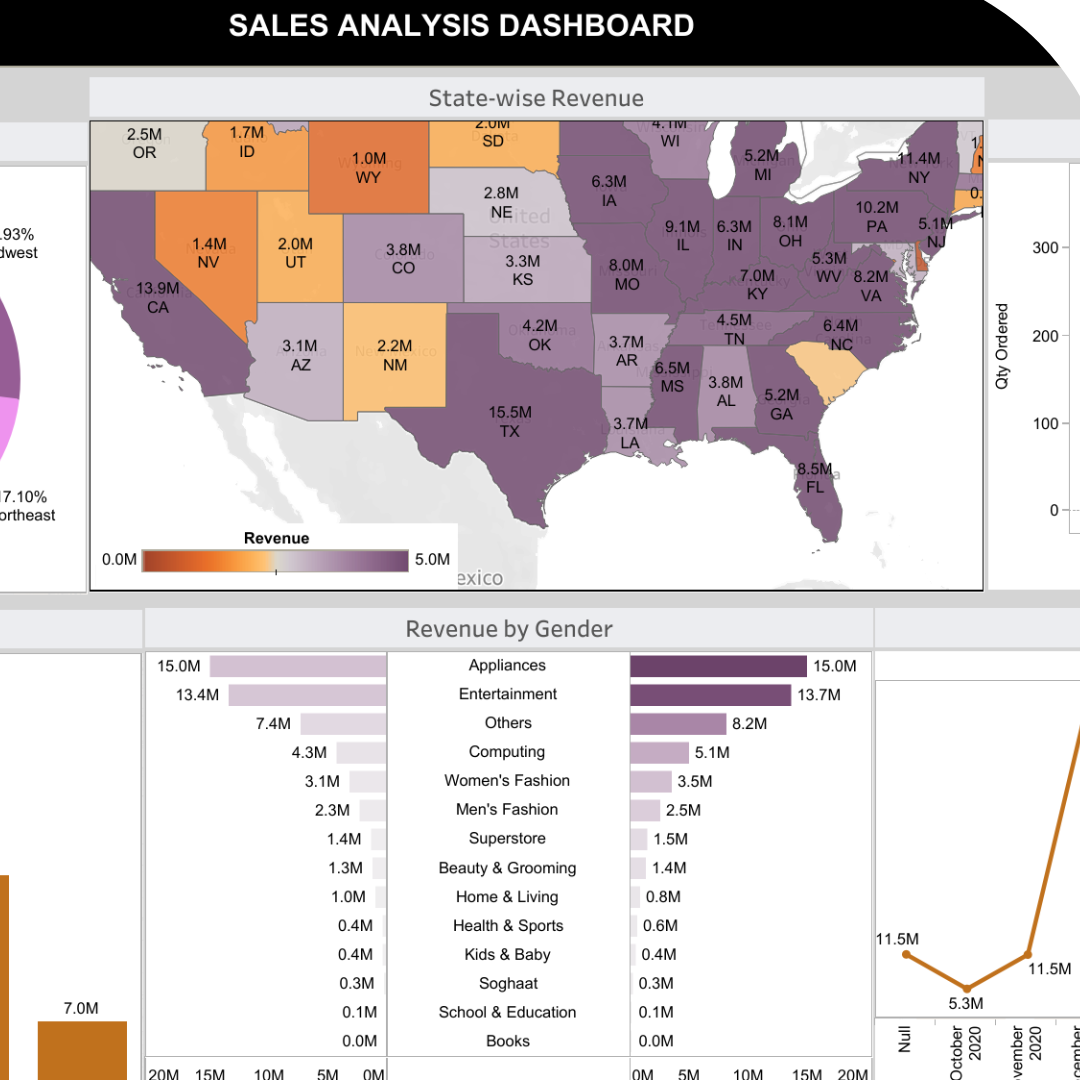 SALES ANALYSIS DASHBOARD
State-wise Revenue
2.5M
OR
1.7M
ID
1.0M
WY
2.0M
SD
4.1M
WI
5.2M
MI
11.4M
NY
2.8M
NE
6.3M
IA
9.1M
IL
6.3M
IN
8.1M
OH
10.2M
PA
5.1M
NJ
1.4M
NV
2.0M
UT
3.8M
CO
3.3M
KS
8.0M
MO
7.0M
KY
5.3M
WV
8.2M
VA
13.9M
CA
3.1M
AZ
2.2M
NM
4.2M
OK
3.7M
AR
4.5M
TN
6.4M
NC
6.5M
MS
3.8M
AL
5.2M
GA
15.5M
TX
3.7M
LA
8.5M
FL
United
States
exico
Revenue
0.0M 5.0M
.93%
dwest
17.10%
ortheast
Qty Ordered
300
200
100
0
Revenue by Gender
15.0M Appliances 15.0M
13.4M Entertainment 13.7M
7.4M Others 8.2M
4.3M Computing 5.1M
3.1M Women's Fashion 3.5M
2.3M Men's Fashion 2.5M
1.4M Superstore 1.5M
1.3M Beauty & Grooming 1.4M
1.0M Home & Living 0.8M
0.4M Health & Sports 0.6M
0.4M Kids & Baby 0.4M
0.3M Soghaat 0.3M
0.1M School & Education 0.1M
0.0M Books 0.0M
20M 15M 10M 5M 0M 0M 5M 10M 15M 20M
7.0M
11.5M
5.3M
11.5M
Null
October
2020
vember
2020
cember